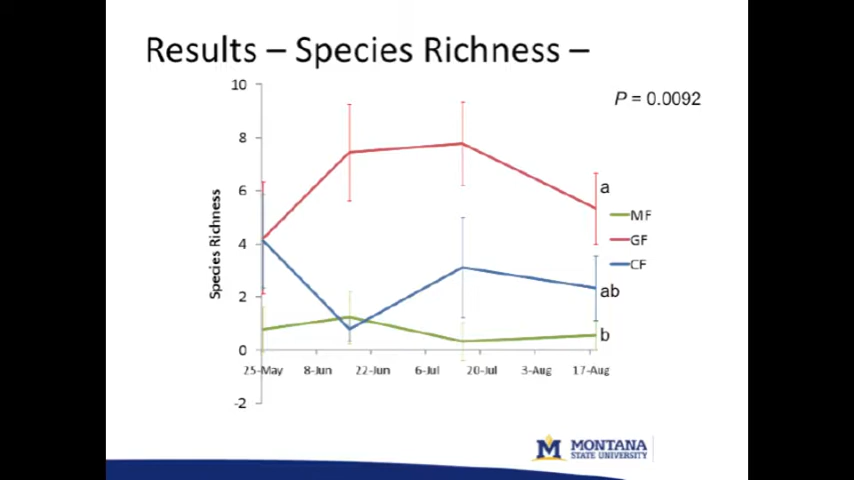 Results – Species Richness –
P = 0.0092
10
8
6
4
2
0
-2
Species Richness
25-May 8-Jun 22-Jun 6-Jul 20-Jul 3-Aug 17-Aug
a
ab
b
MF
GF
CF
M MONTANA
STATE UNIVERSITY